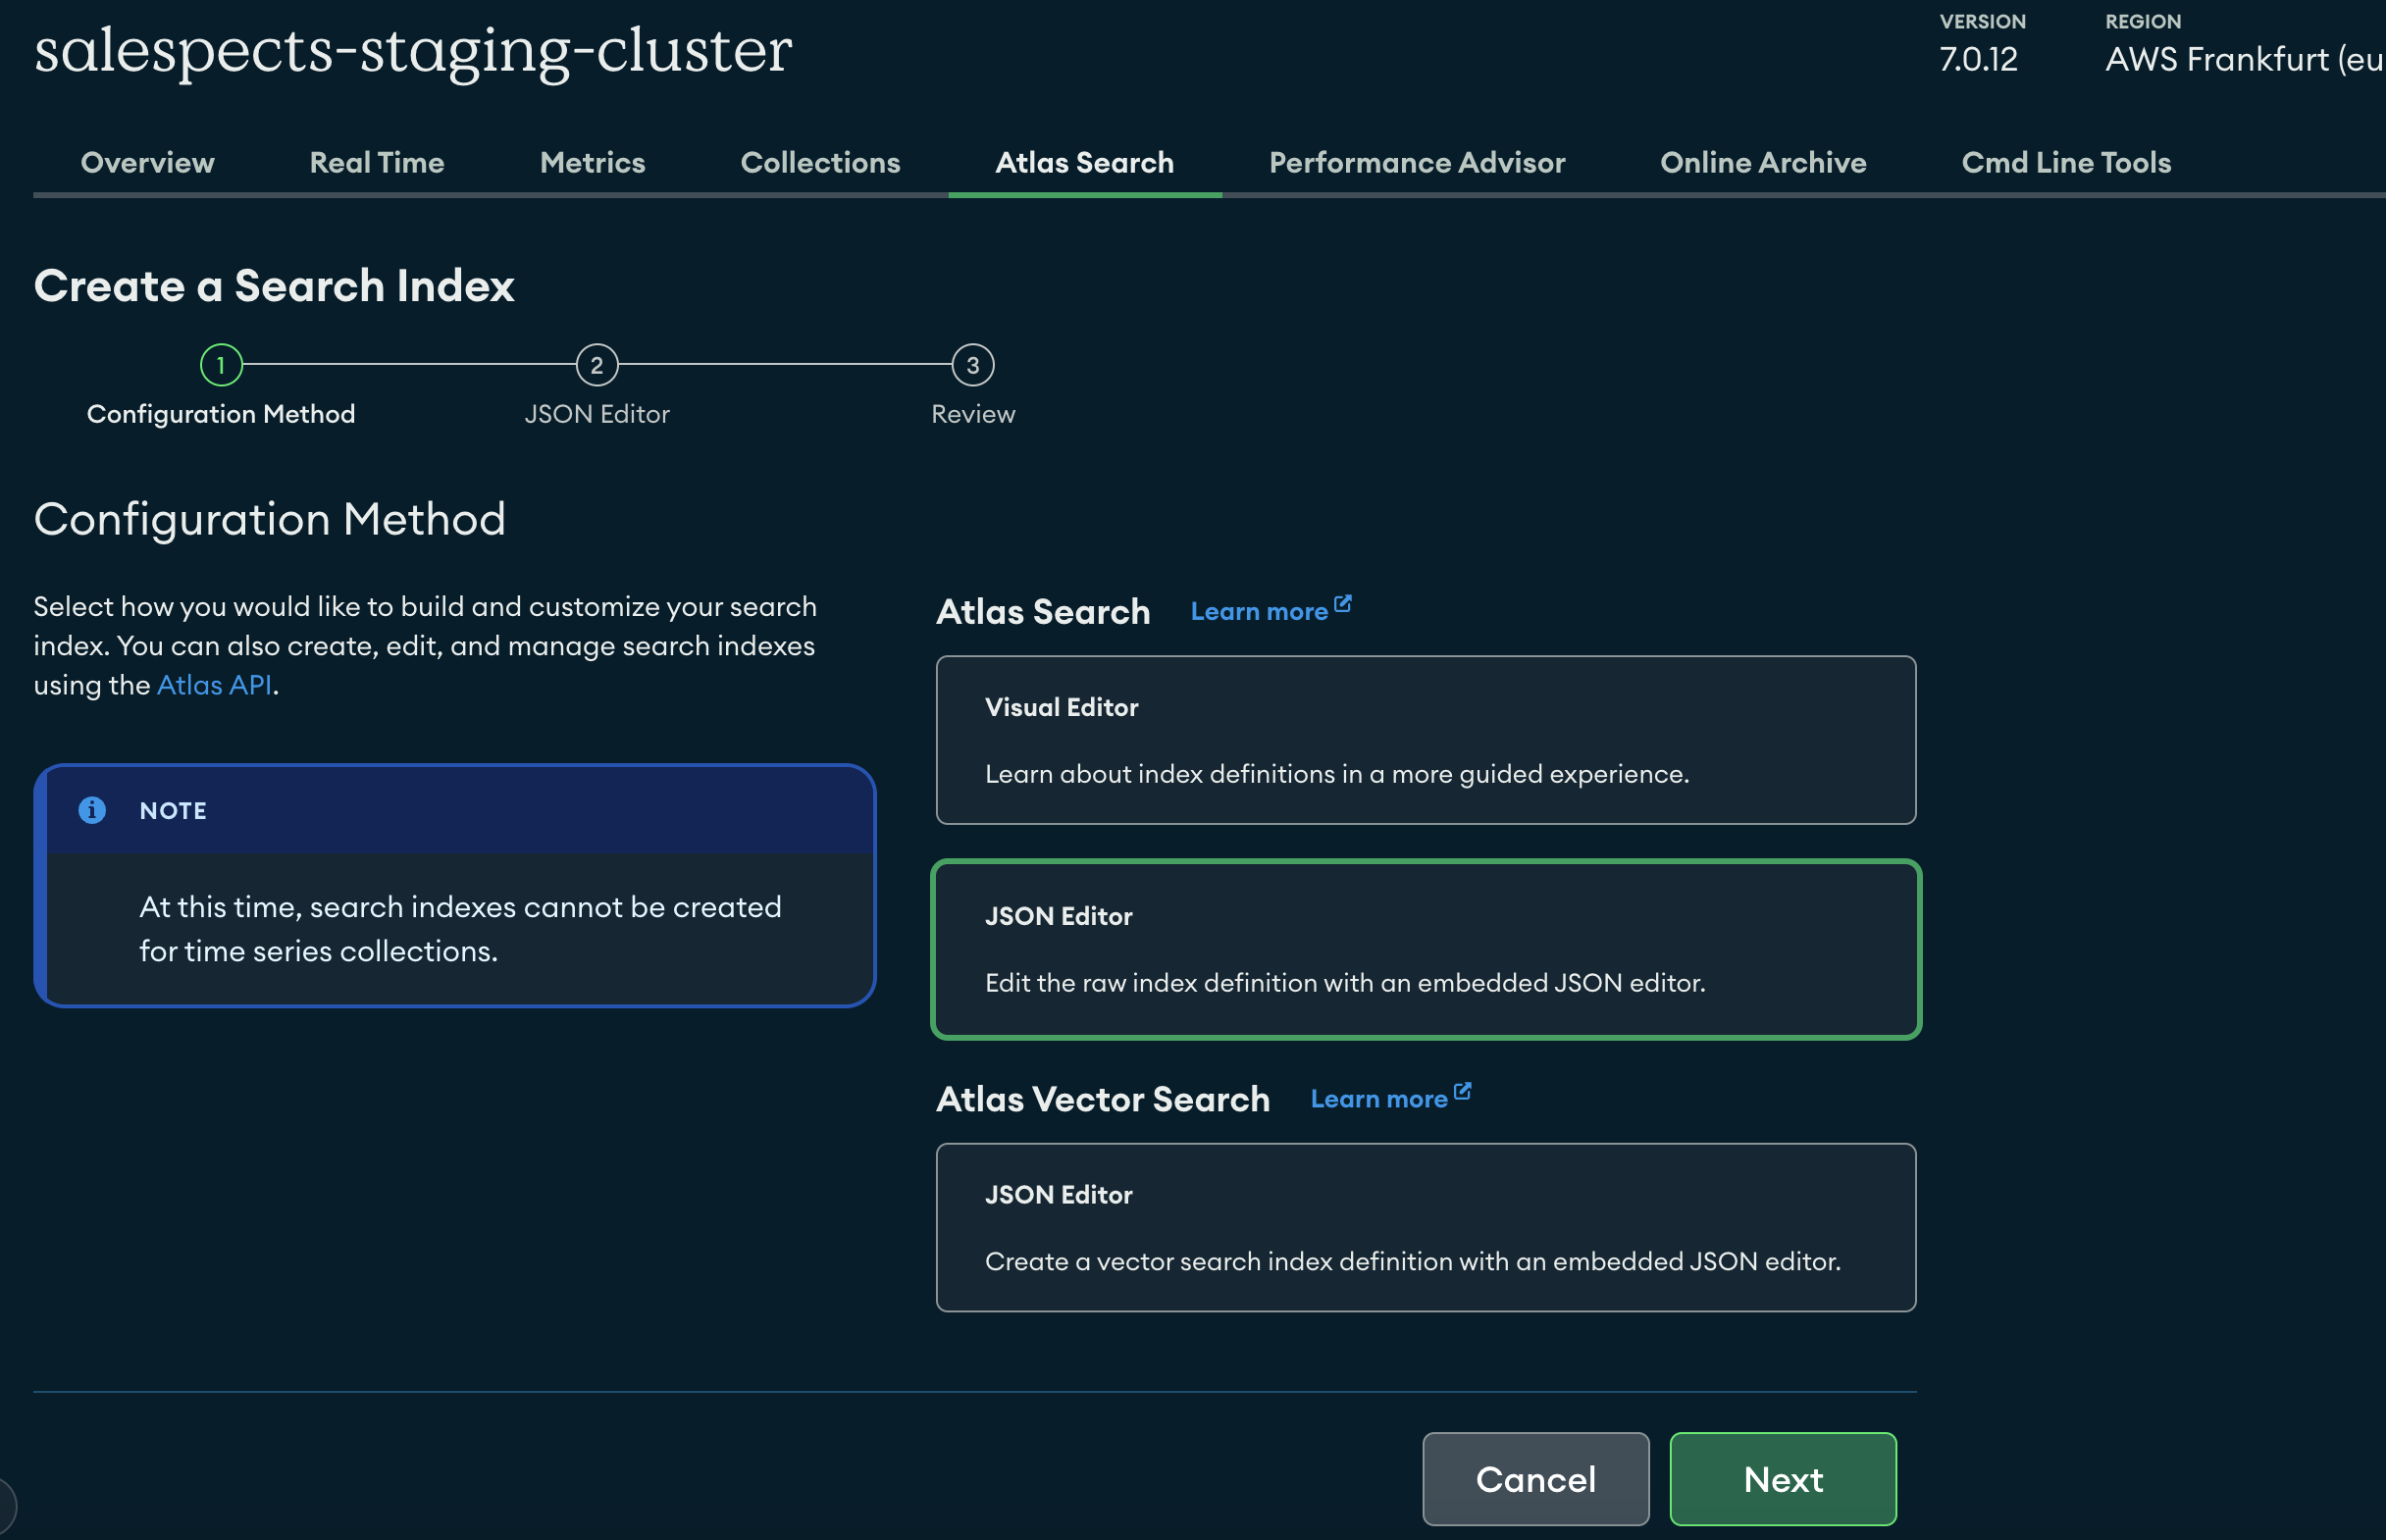 salespects-staging-cluster
VERSION
7.0.12
REGION
AWS Frankfurt (eu
Overview
Real Time
Metrics
Collections
Atlas Search
Performance Advisor
Online Archive
Cmd Line Tools
Create a Search Index
1
2
3
Configuration Method
JSON Editor
Review
Configuration Method
Select how you would like to build and customize your search
index. You can also create, edit, and manage search indexes
using the Atlas API.
NOTE
At this time, search indexes cannot be created
for time series collections.
Atlas Search
Learn more
Visual Editor
Learn about index definitions in a more guided experience.
JSON Editor
Edit the raw index definition with an embedded JSON editor.
Atlas Vector Search
Learn more
JSON Editor
Create a vector search index definition with an embedded JSON editor.
Cancel
Next